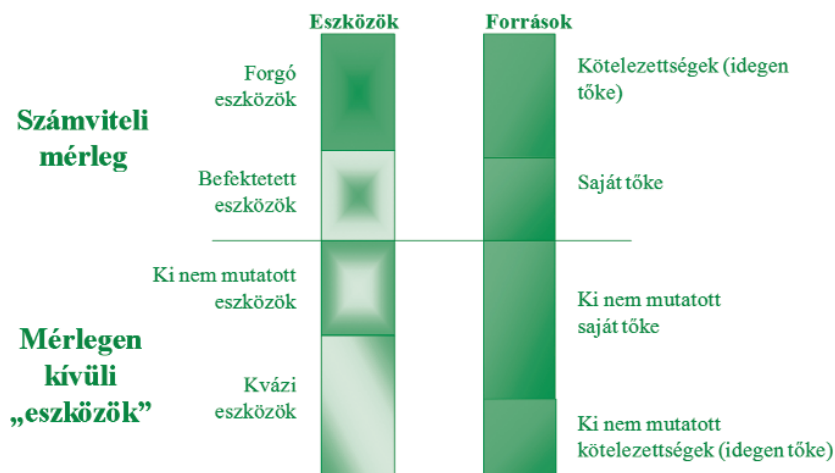 Eszközök
Források
Forgó
eszközök
Kötelezettségek (idegen
tőke)
Számviteli
mérleg
Befektetett
eszközök
Saját tőke
Ki nem mutatott
eszközök
Ki nem mutatott
saját tőke
Mérlegen
kívüli
„eszközök”
Kvázi
eszközök
Ki nem mutatott
kötelezettségek (idegen tőke)